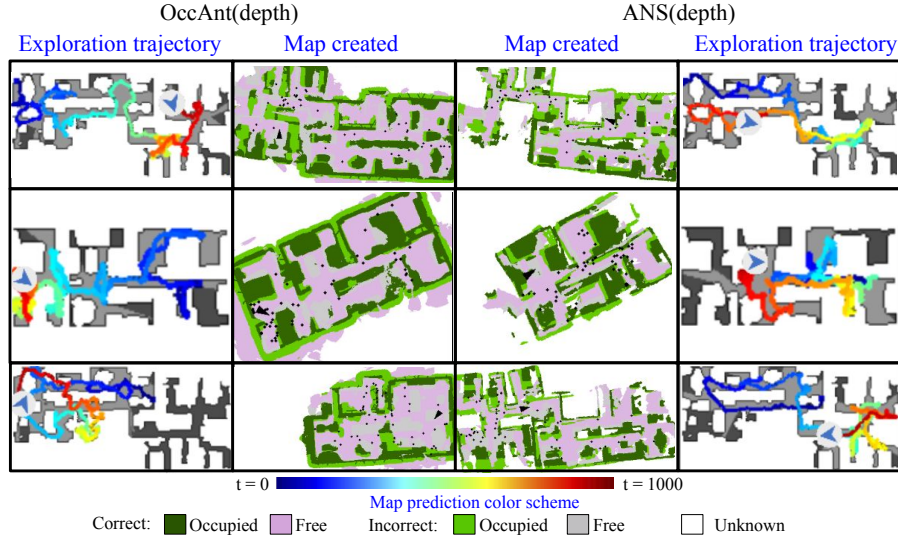 OccAnt(depth) ANS(depth)
Exploration trajectory Map created Map created Exploration trajectory
t = 0 t = 1000
Map prediction color scheme
Correct: Occupied Free Incorrect: Occupied Free Unknown